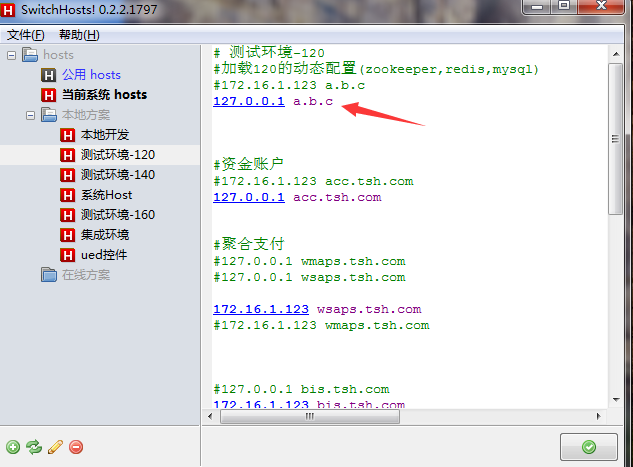 SwitchHosts! 0.2.2.1797
文件(F) 帮助(H)
hosts
公用 hosts
当前系统 hosts
本地方案
本地开发
测试环境-120
测试环境-140
系统Host
测试环境-160
集成环境
ued控件
在线方案
# 测试环境-120
#加载120的动态配置(zookeeper,redis,mysql)
#172.16.1.123 a.b.c
127.0.0.1 a.b.c
#资金账户
#172.16.1.123 acc.tsh.com
127.0.0.1 acc.tsh.com
#聚合支付
#127.0.0.1 wmaps.tsh.com
#127.0.0.1 wsaps.tsh.com
172.16.1.123 wsaps.tsh.com
#172.16.1.123 wmaps.tsh.com
#127.0.0.1 bis.tsh.com
172.16.1.123 bis.tsh.com